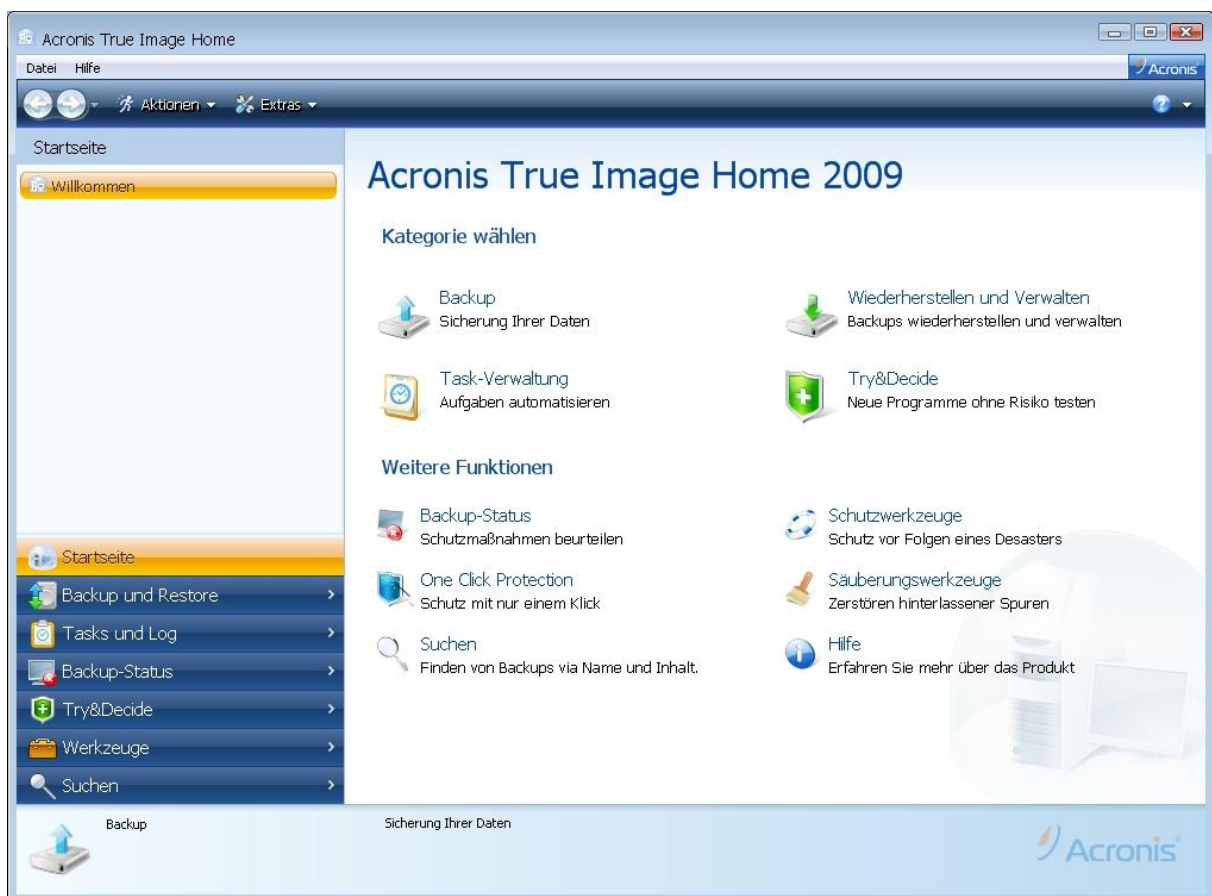 Acronis True Image Home
Datei Hilfe
Acronis
Aktionen Extras
Startseite
Willkommen
Acronis True Image Home 2009
Kategorie wählen
Backup
Sicherung Ihrer Daten
Wiederherstellen und Verwalten
Backups wiederherstellen und verwalten
Task-Verwaltung
Aufgaben automatisieren
Try&Decide
Neue Programme ohne Risiko testen
Weitere Funktionen
Backup-Status
Schutzmaßnahmen beurteilen
Schutzwerkzeuge
Schutz vor Folgen eines Desasters
One Click Protection
Schutz mit nur einem Klick
Säuberungswerkzeuge
Zerstören hinterlassener Spuren
Suchen
Finden von Backups via Name und Inhalt.
Hilfe
Erfahren Sie mehr über das Produkt
Startseite
Backup und Restore
Tasks und Log
Backup-Status
Try&Decide
Werkzeuge
Suchen
Backup
Sicherung Ihrer Daten
Acronis